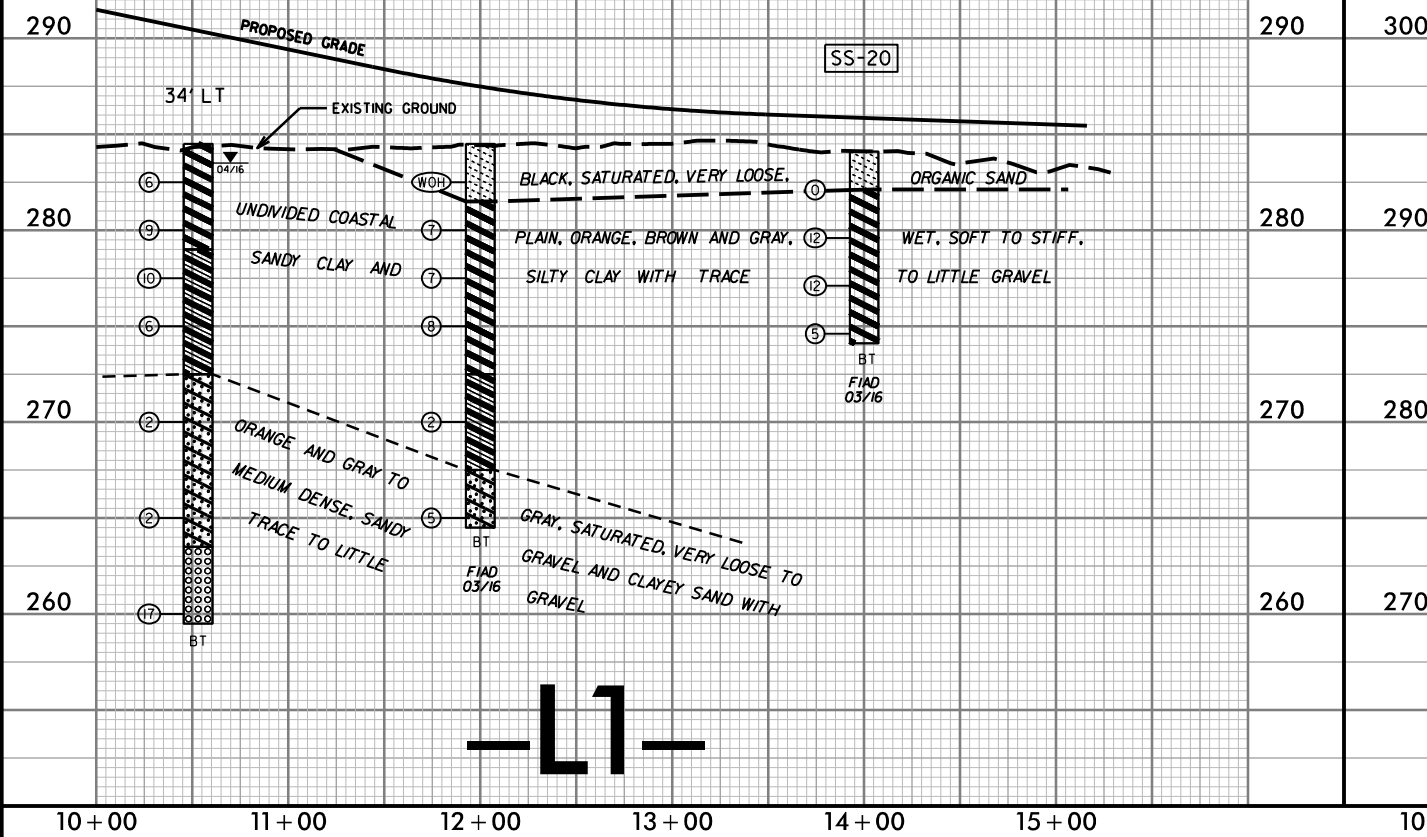 290 290 300
PROPOSED GRADE
SS-20
34' LT
EXISTING GROUND
04/16
6 WOH BLACK, SATURATED, VERY LOOSE, ORGANIC SAND
0
UNDIVIDED COASTAL PLAIN, ORANGE, BROWN AND GRAY, WET, SOFT TO STIFF,
280 9 7 12 280 290
SANDY CLAY AND SILTY CLAY WITH TRACE TO LITTLE GRAVEL
10 7 12
6 8 5
BT
FIAD
03/16
270 2 2 270 280
ORANGE AND GRAY TO GRAY, SATURATED, VERY LOOSE TO
MEDIUM DENSE, SANDY GRAVEL AND CLAYEY SAND WITH
TRACE TO LITTLE GRAVEL
2 5
BT
FIAD
03/16
260 17 260 270
BT
-L1-
10+00 11+00 12+00 13+00 14+00 15+00 10